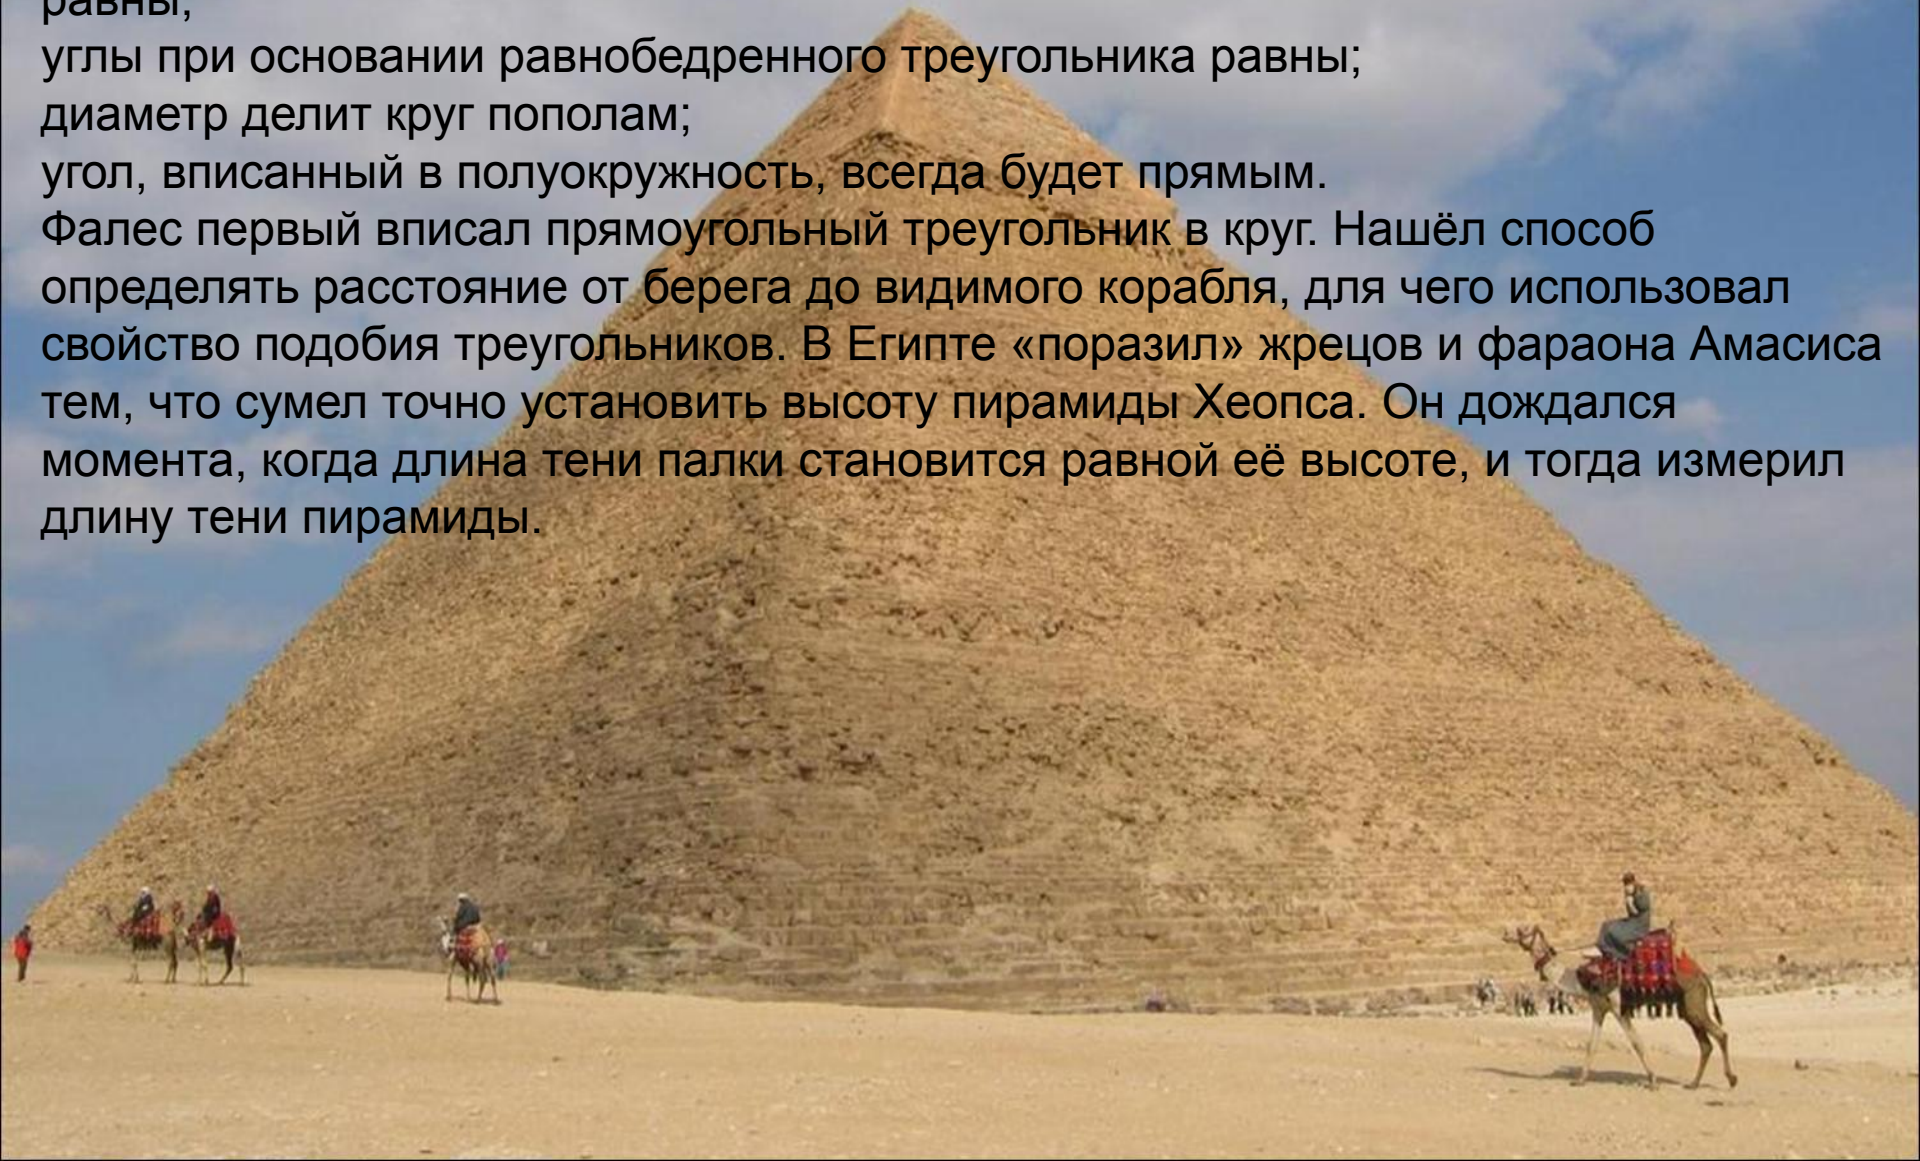 равны;
углы при основании равнобедренного треугольника равны;
диаметр делит круг пополам;
угол, вписанный в полуокружность, всегда будет прямым.
Фалес первый вписал прямоугольный треугольник в круг. Нашёл способ
определять расстояние от берега до видимого корабля, для чего использовал
свойство подобия треугольников. В Египте «поразил» жрецов и фараона Амасиса
тем, что сумел точно установить высоту пирамиды Хеопса. Он дождался
момента, когда длина тени палки становится равной её высоте, и тогда измерил
длину тени пирамиды.